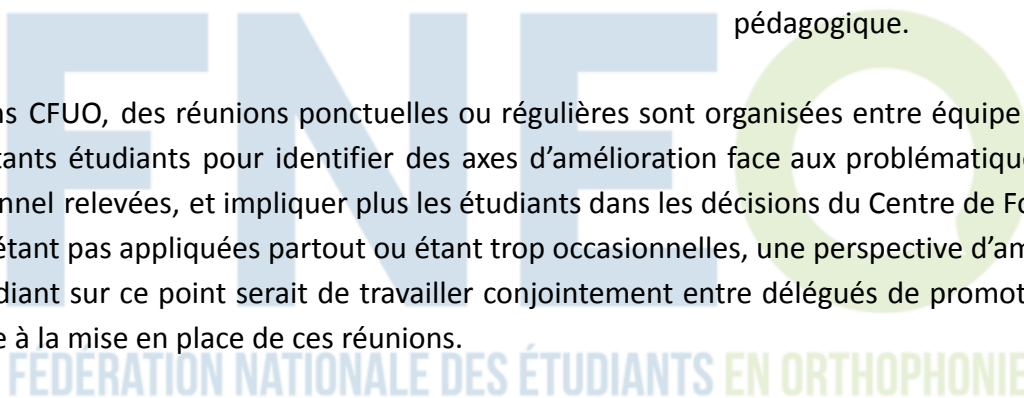 pédagogique.
ns CFUO, des réunions ponctuelles ou régulières sont organisées entre équipe
tants étudiants pour identifier des axes d’amélioration face aux problématique
nnel relevées, et impliquer plus les étudiants dans les décisions du Centre de Fo
étant pas appliquées partout ou étant trop occasionnelles, une perspective d’am
diant sur ce point serait de travailler conjointement entre délégués de promot
e à la mise en place de ces réunions.
FNEO
FÉDÉRATION NATIONALE DES ÉTUDIANTS EN ORTHOPHONIE